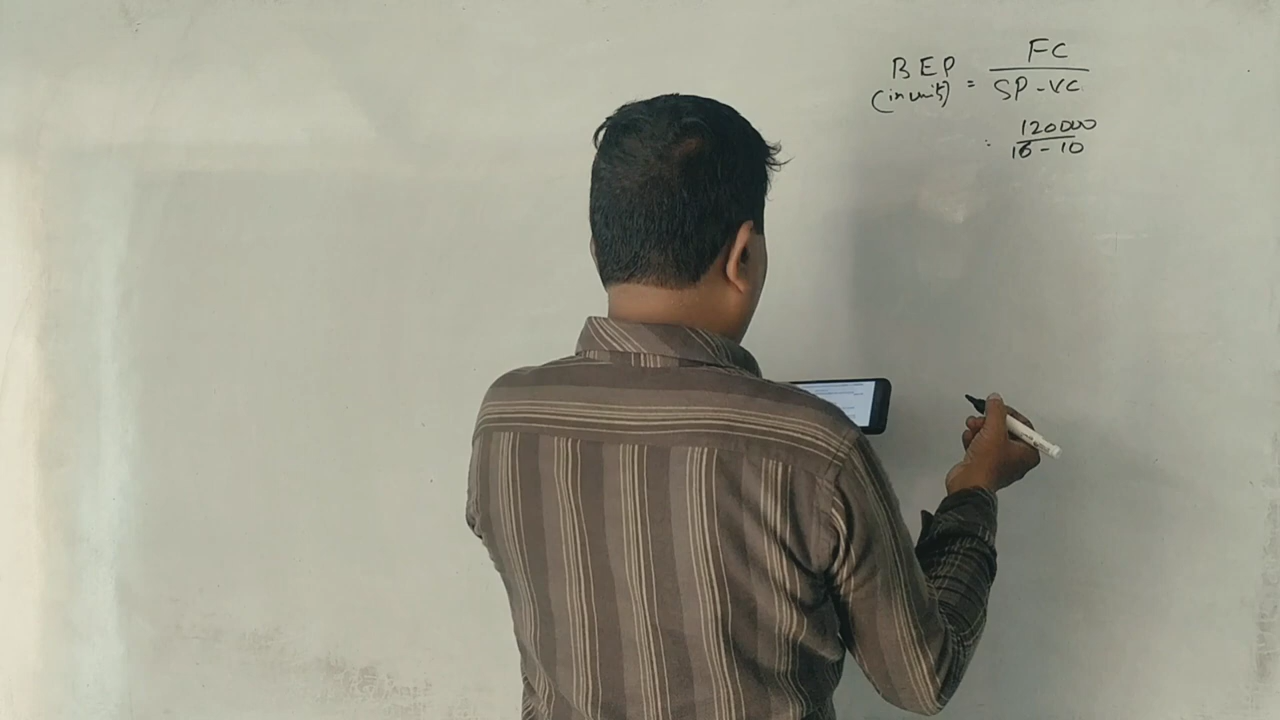 BEP = FC
(in unit) SP-VC
= 120000
16-10